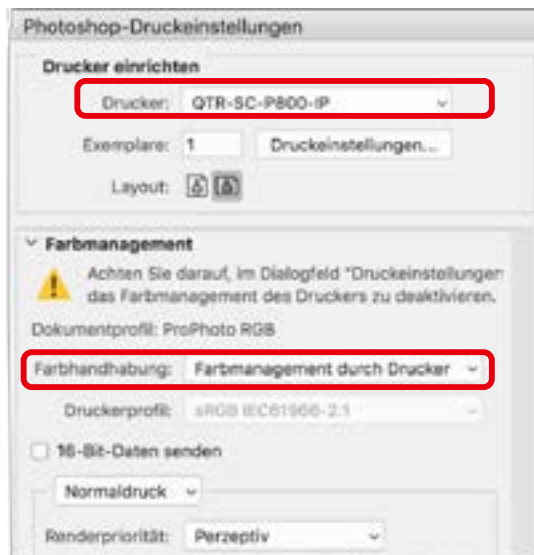 Photoshop-Druckeinstellungen
Drucker einrichten
Drucker: QTR-SC-P800-IP
Exemplare: 1 Druckeinstellungen...
Layout:
Farbmanagement
Achten Sie darauf, im Dialogfeld "Druckeinstellungen
das Farbmanagement des Druckers zu deaktivieren.
Dokumentprofil: ProPhoto RGB
Farbhandhabung: Farbmanagement durch Drucker
Druckerprofil: sRGB IEC61966-2.1
16-Bit-Daten senden
Normaldruck
Renderpriorität: Perzeptiv